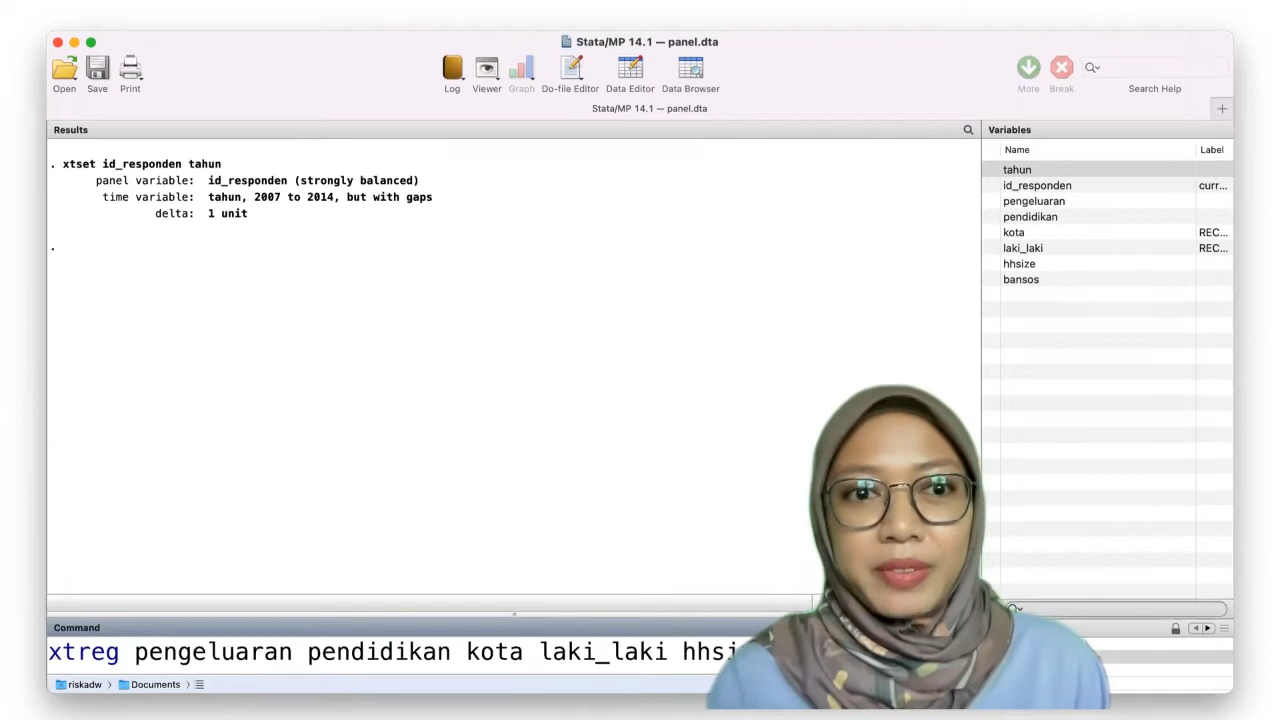 Stata/MP 14.1 — panel.dta
Open Save Print Log Viewer Graph Do-file Editor Data Editor Data Browser More Break Search Help
Stata/MP 14.1 — panel.dta
Results
. xtset id_responden tahun
panel variable: id_responden (strongly balanced)
time variable: tahun, 2007 to 2014, but with gaps
delta: 1 unit
.
Variables
Name Label
tahun
id_responden curr...
pengeluaran
pendidikan
kota REC...
laki_laki REC...
hhsize
bansos
Command
xtreg pengeluaran pendidikan kota laki_laki hhsi
riskadw > Documents >